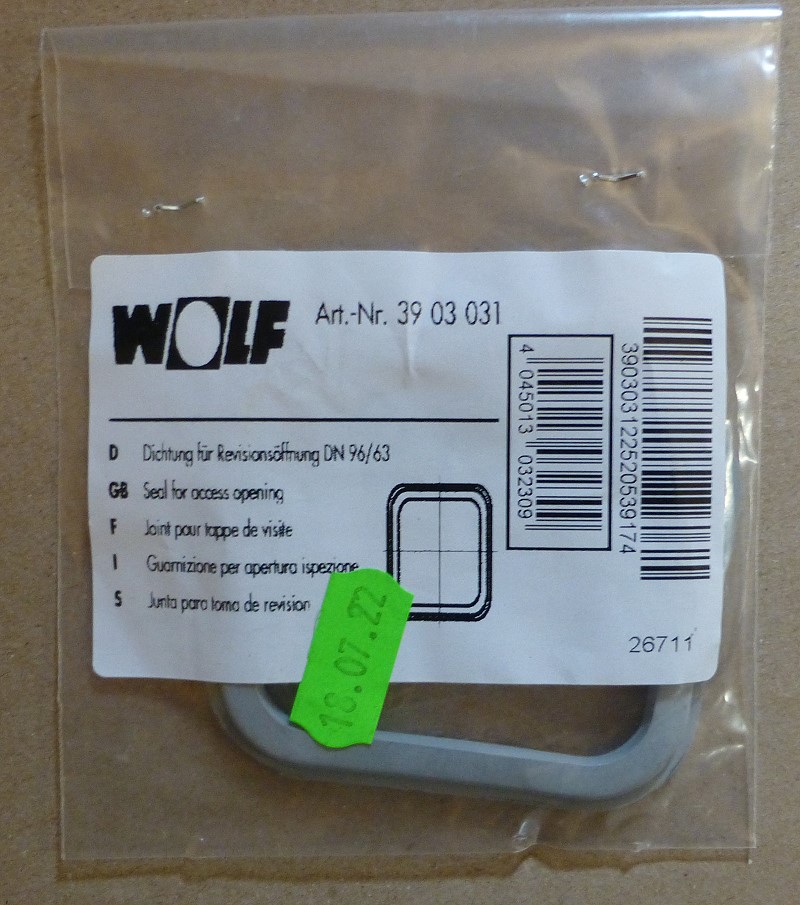 WOLF
Art.-Nr. 39 03 031
D Dichtung für Revisionsöffnung DN 96/63
GB Seal for access opening
F Joint pour tappe de visite
I Guarnizione per apertura ispezione
S Junta para toma de revision
4 045013 032309
390303122520539174
26711
18.07.22